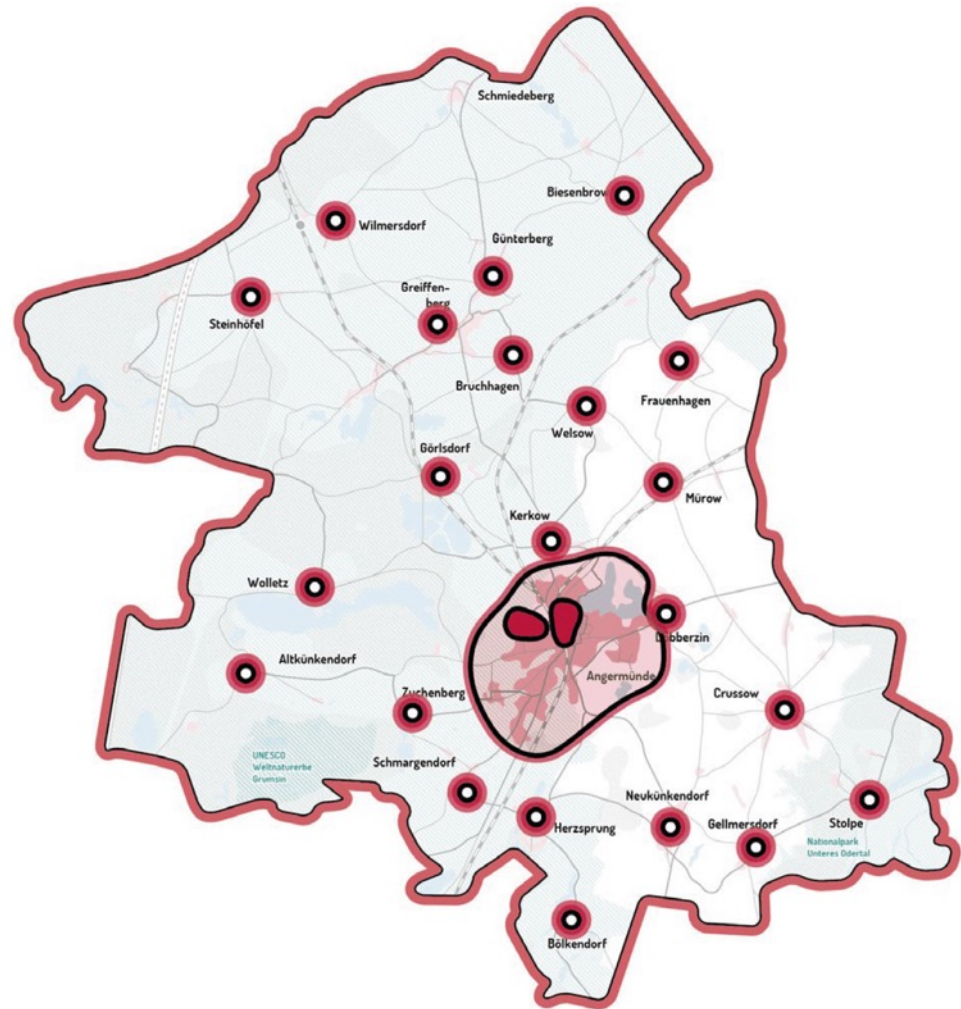 Schmiedeberg
Biesenbrow
Wilmersdorf
Günterberg
Greiffen-
berg
Steinhöfel
Bruchhagen
Frauenhagen
Welsow
Görlsdorf
Mürow
Kerkow
Wolletz
Dobberzin
Altkünkendorf
Angermünde
Zuchenberg
Crussow
UNESCO
Weltnaturerbe
Grumsin
Schmargendorf
Neukünkendorf
Gellmersdorf
Stolpe
Herzsprung
Nationalpark
Unteres Odertal
Bölkendorf